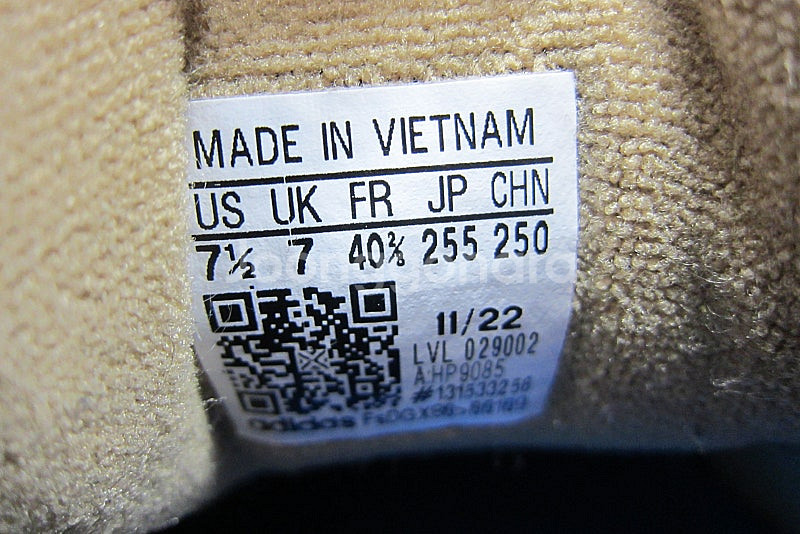 MADE IN VIETNAM
US UK FR JP CHN
7½ 7 40⅔ 255 250
11/22
LVL 029002
A HP9085
#131533256
adidas